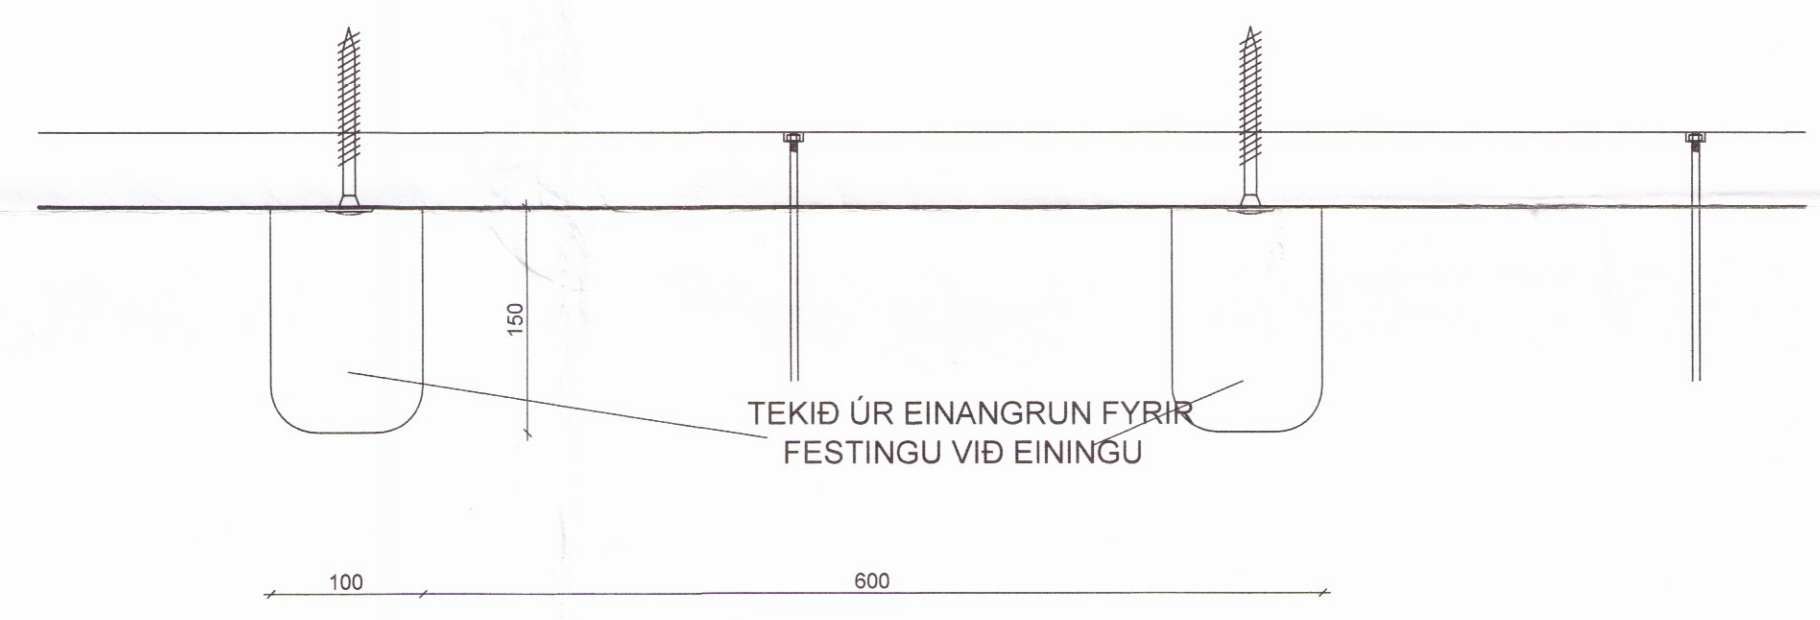 150
TEKIÐ ÚR EINANGRUN FYRIR
FESTINGU VIÐ EININGU
100
600